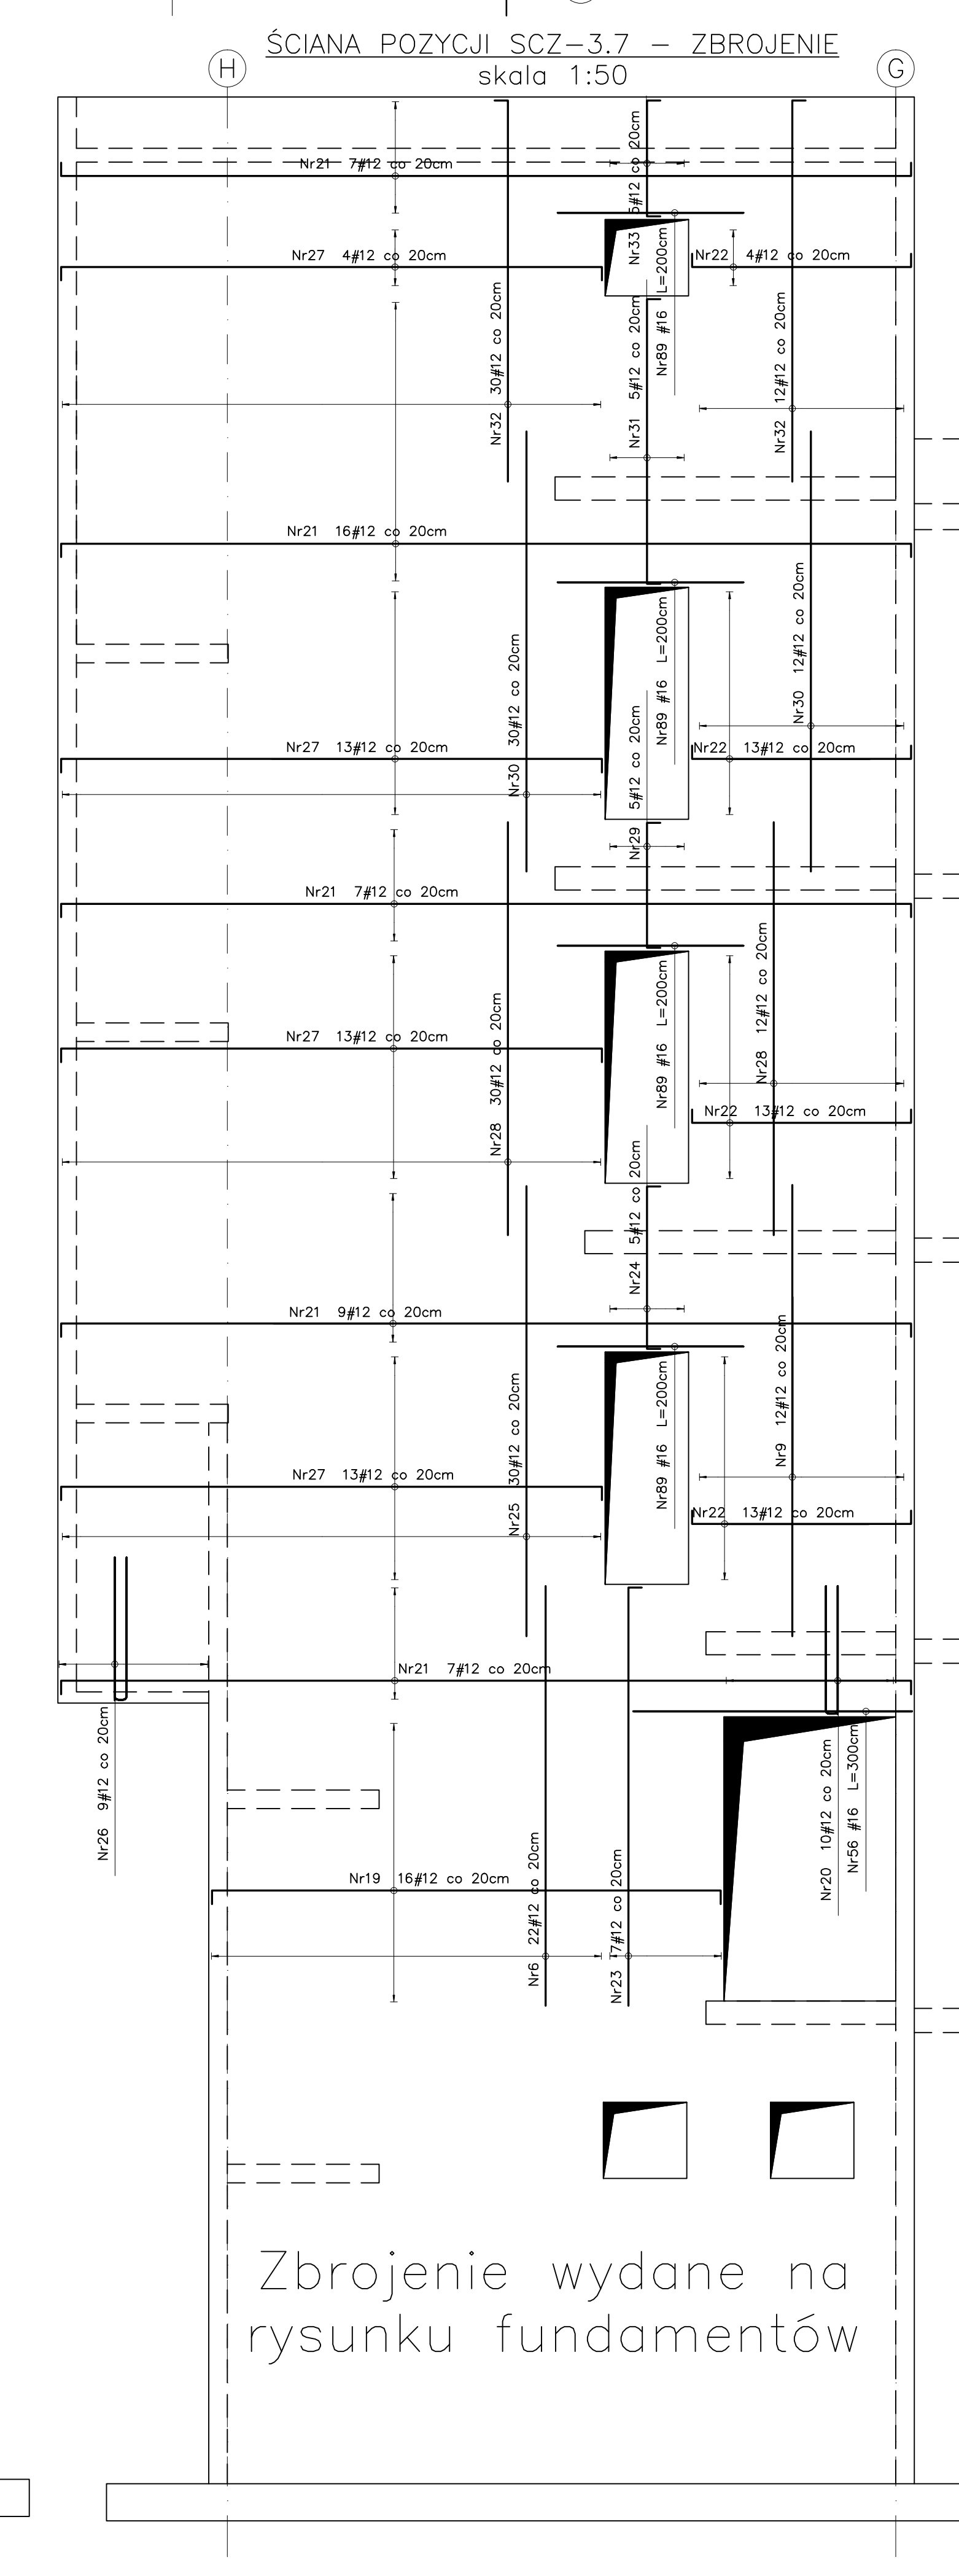 ŚCIANA POZYCJI SCZ-3.7 - ZBROJENIE
skala 1:50
H
G
Nr21 7#12 co 20cm
Nr33 5#12 co 20cm
Nr27 4#12 co 20cm
Nr22 4#12 co 20cm
Nr89 #16 L=200cm
Nr32 30#12 co 20cm
Nr31 5#12 co 20cm
Nr32 12#12 co 20cm
Nr21 16#12 co 20cm
Nr30 30#12 co 20cm
Nr89 #16 L=200cm
Nr30 12#12 co 20cm
Nr27 13#12 co 20cm
Nr22 13#12 co 20cm
Nr29 5#12 co 20cm
Nr21 7#12 co 20cm
Nr28 30#12 co 20cm
Nr89 #16 L=200cm
Nr28 12#12 co 20cm
Nr27 13#12 co 20cm
Nr22 13#12 co 20cm
Nr24 5#12 co 20cm
Nr21 9#12 co 20cm
Nr25 30#12 co 20cm
Nr89 #16 L=200cm
Nr9 12#12 co 20cm
Nr27 13#12 co 20cm
Nr22 13#12 co 20cm
Nr21 7#12 co 20cm
Nr26 9#12 co 20cm
Nr20 10#12 co 20cm
Nr56 #16 L=300cm
Nr19 16#12 co 20cm
Nr6 22#12 co 20cm
Nr23 7#12 co 20cm
Zbrojenie wydane na
rysunku fundamentów